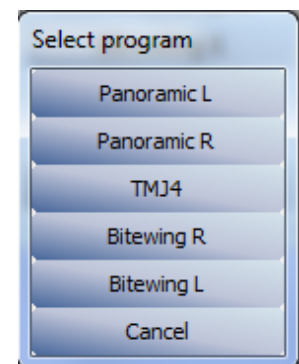 Select program
Panoramic L
Panoramic R
TMJ4
Bitewing R
Bitewing L
Cancel